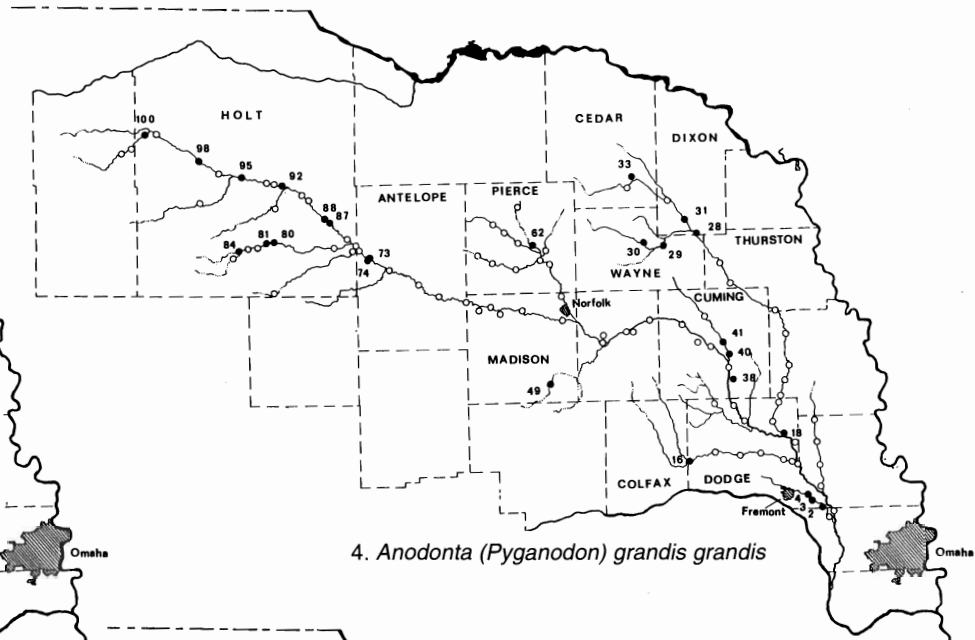 CEDAR
HOLT
DIXON
100
98
95
92
33
ANTELOPE
PIERCE
88
87
31
28
62
84
81
80
30
29
THURSTON
73
74
WAYNE
CUMING
Norfolk
41
40
MADISON
38
49
18
16
COLFAX
DODGE
4
3
2
Fremont
Omaha
Omaha
4. Anodonta (Pyganodon) grandis grandis